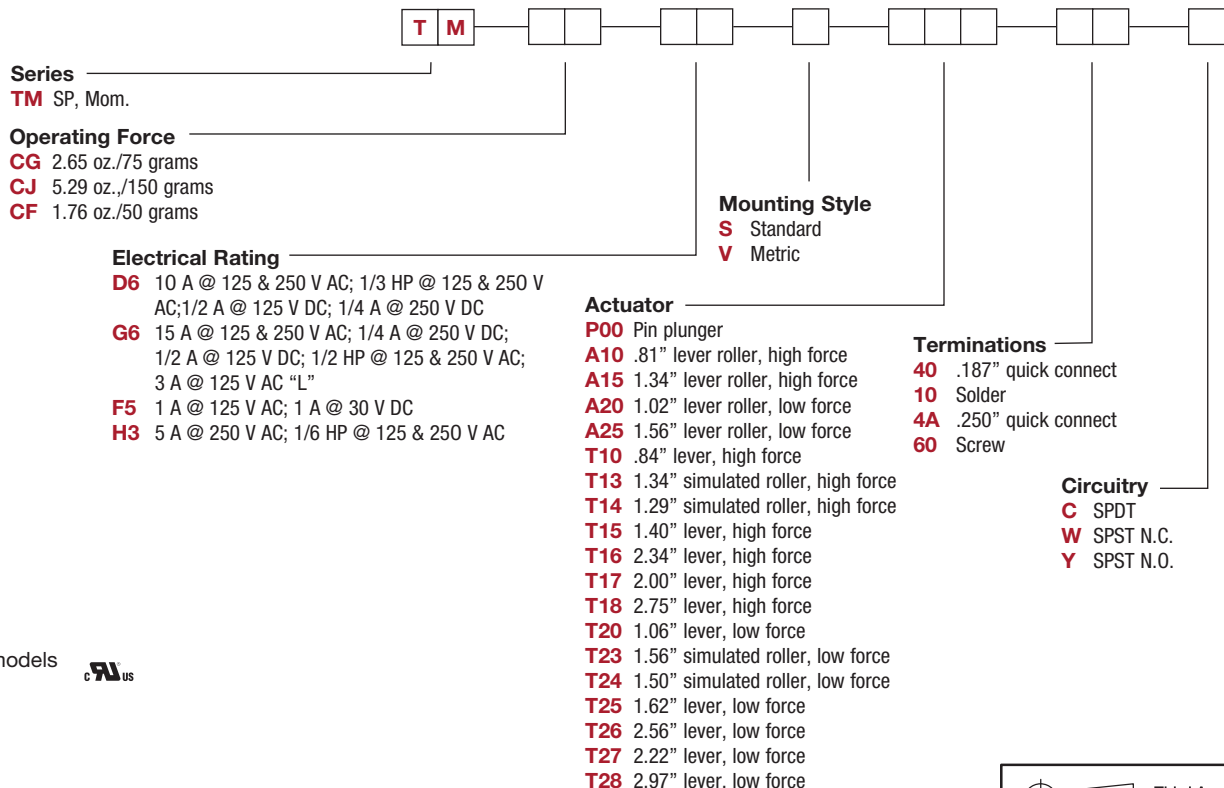 T M
Series
TM SP, Mom.
Operating Force
CG 2.65 oz./75 grams
CJ 5.29 oz.,/150 grams
CF 1.76 oz./50 grams
Electrical Rating
D6 10 A @ 125 & 250 V AC; 1/3 HP @ 125 & 250 V
AC;1/2 A @ 125 V DC; 1/4 A @ 250 V DC
G6 15 A @ 125 & 250 V AC; 1/4 A @ 250 V DC;
1/2 A @ 125 V DC; 1/2 HP @ 125 & 250 V AC;
3 A @ 125 V AC “L”
F5 1 A @ 125 V AC; 1 A @ 30 V DC
H3 5 A @ 250 V AC; 1/6 HP @ 125 & 250 V AC
Mounting Style
S Standard
V Metric
Actuator
P00 Pin plunger
A10 .81” lever roller, high force
A15 1.34” lever roller, high force
A20 1.02” lever roller, low force
A25 1.56” lever roller, low force
T10 .84” lever, high force
T13 1.34” simulated roller, high force
T14 1.29” simulated roller, high force
T15 1.40” lever, high force
T16 2.34” lever, high force
T17 2.00” lever, high force
T18 2.75” lever, high force
T20 1.06” lever, low force
T23 1.56” simulated roller, low force
T24 1.50” simulated roller, low force
T25 1.62” lever, low force
T26 2.56” lever, low force
T27 2.22” lever, low force
T28 2.97” lever, low force
Terminations
40 .187” quick connect
10 Solder
4A .250” quick connect
60 Screw
Circuitry
C SPDT
W SPST N.C.
Y SPST N.O.
models
c RU US